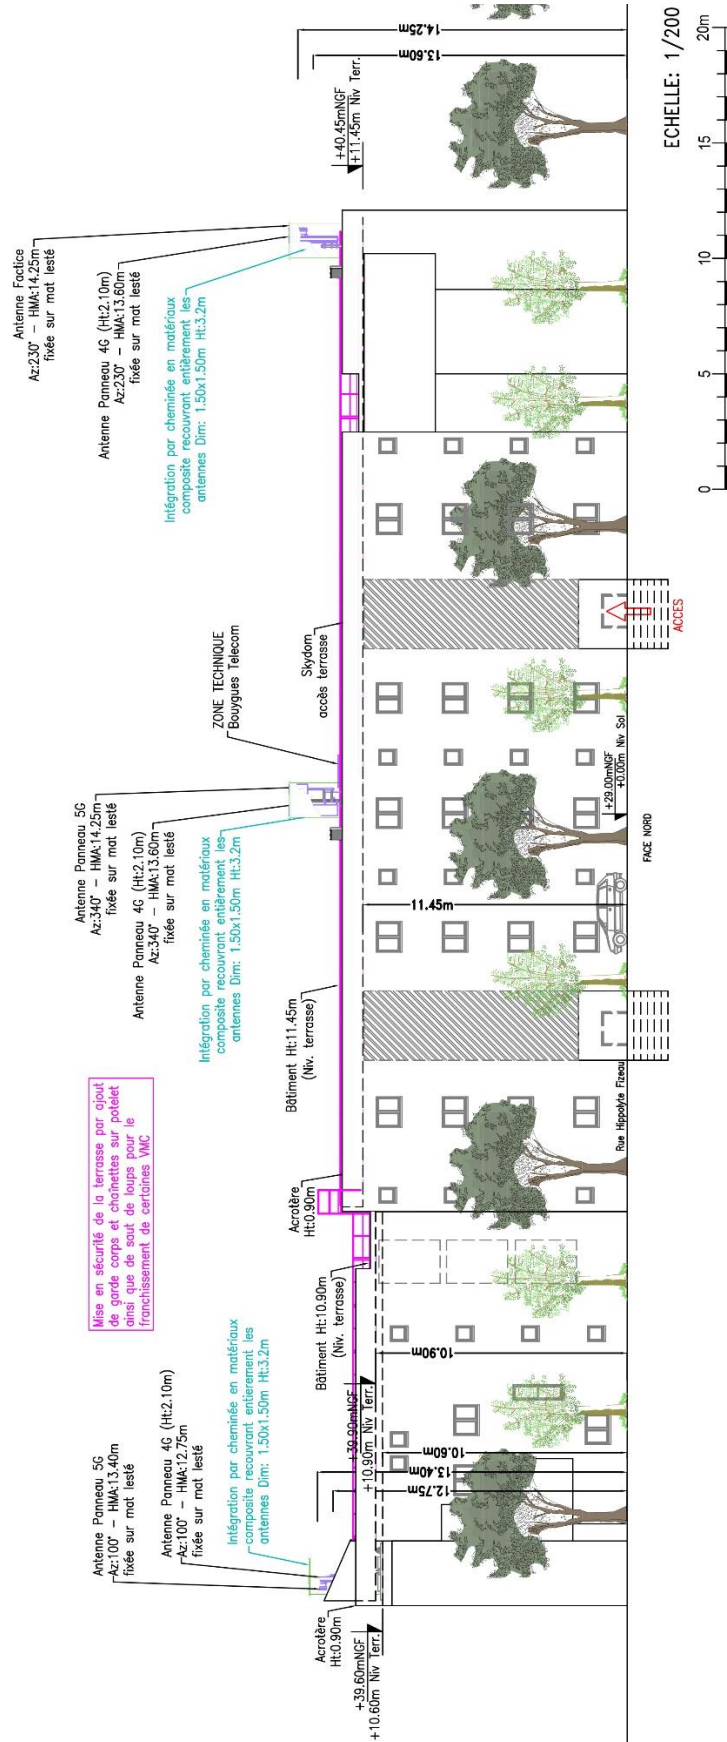 Antenne Panneau 5G
Az:100° - HMA:13.40m
fixée sur mat lesté
Antenne Panneau 4G (Ht:2.10m)
Az:100° - HMA:12.75m
fixée sur mat lesté
Intégration par cheminée en matériaux
composite recouvrant entierement les
antennes Dim: 1.50x1.50m Ht:3.2m
Mise en sécurité de la terrasse par ajout
de garde corps et chaînettes sur potelet
ainsi que de saut de loups pour le
franchissement de certaines VMC
Antenne Panneau 5G
Az:340° - HMA:14.25m
fixée sur mat lesté
Antenne Panneau 4G (Ht:2.10m)
Az:340° - HMA:13.60m
fixée sur mat lesté
Intégration par cheminée en matériaux
composite recouvrant entièrement les
antennes Dim: 1.50x1.50m Ht:3.2m
ZONE TECHNIQUE
Bouygues Telecom
Skydom
accès terrasse
Antenne Factice
Az:230° - HMA:14.25m
fixée sur mat lesté
Antenne Panneau 4G (Ht:2.10m)
Az:230° - HMA:13.60m
fixée sur mat lesté
Intégration par cheminée en matériaux
composite recouvrant entièrement les
antennes Dim: 1.50x1.50m Ht:3.2m
Acrotère
Ht:0.90m
+39.60mNGF
+10.60m Niv Terr.
+39.90mNGF
+10.90m Niv Terr.
Bâtiment Ht:10.90m
(Niv. terrasse)
Acrotère
Ht:0.90m
Bâtiment Ht:11.45m
(Niv. terrasse)
+40.45mNGF
+11.45m Niv Terr.
12.75m
13.40m
10.60m
10.90m
11.45m
13.60m
14.25m
Rue Hippolyte Fizeau
FACE NORD
+29.00mNGF
+0.00m Niv Sol
ACCES
ECHELLE: 1/200
0
5
10
15
20m